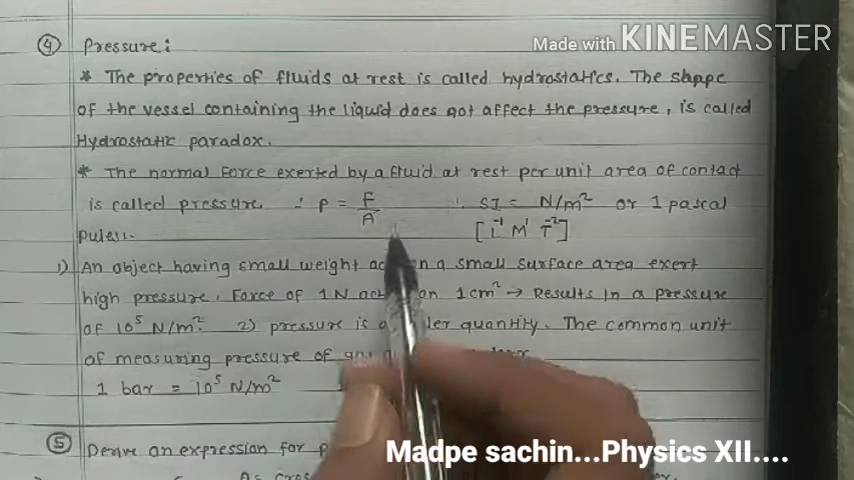 Made with KINEMASTER
④ Pressure:
* The properties of fluids at rest is called hydrostatics. The shape
of the vessel containing the liquid does not affect the pressure, is called
Hydrostatic paradox.
* The normal force exerted by a fluid at rest per unit area of contact
is called pressure ∴ P = F/A ∴ SI = N/m² or 1 pascal
[L⁻¹ M¹ T⁻²]
1) An object having small weight on a small surface area exert
high pressure. Force of 1N on 1cm² → Results in a pressure
of 10⁵ N/m². 2) pressure is quantity. The common unit
of measuring pressure of
1 bar = 10⁵ N/m²
⑤ Derive an expression for
Madpe sachin...Physics XII....